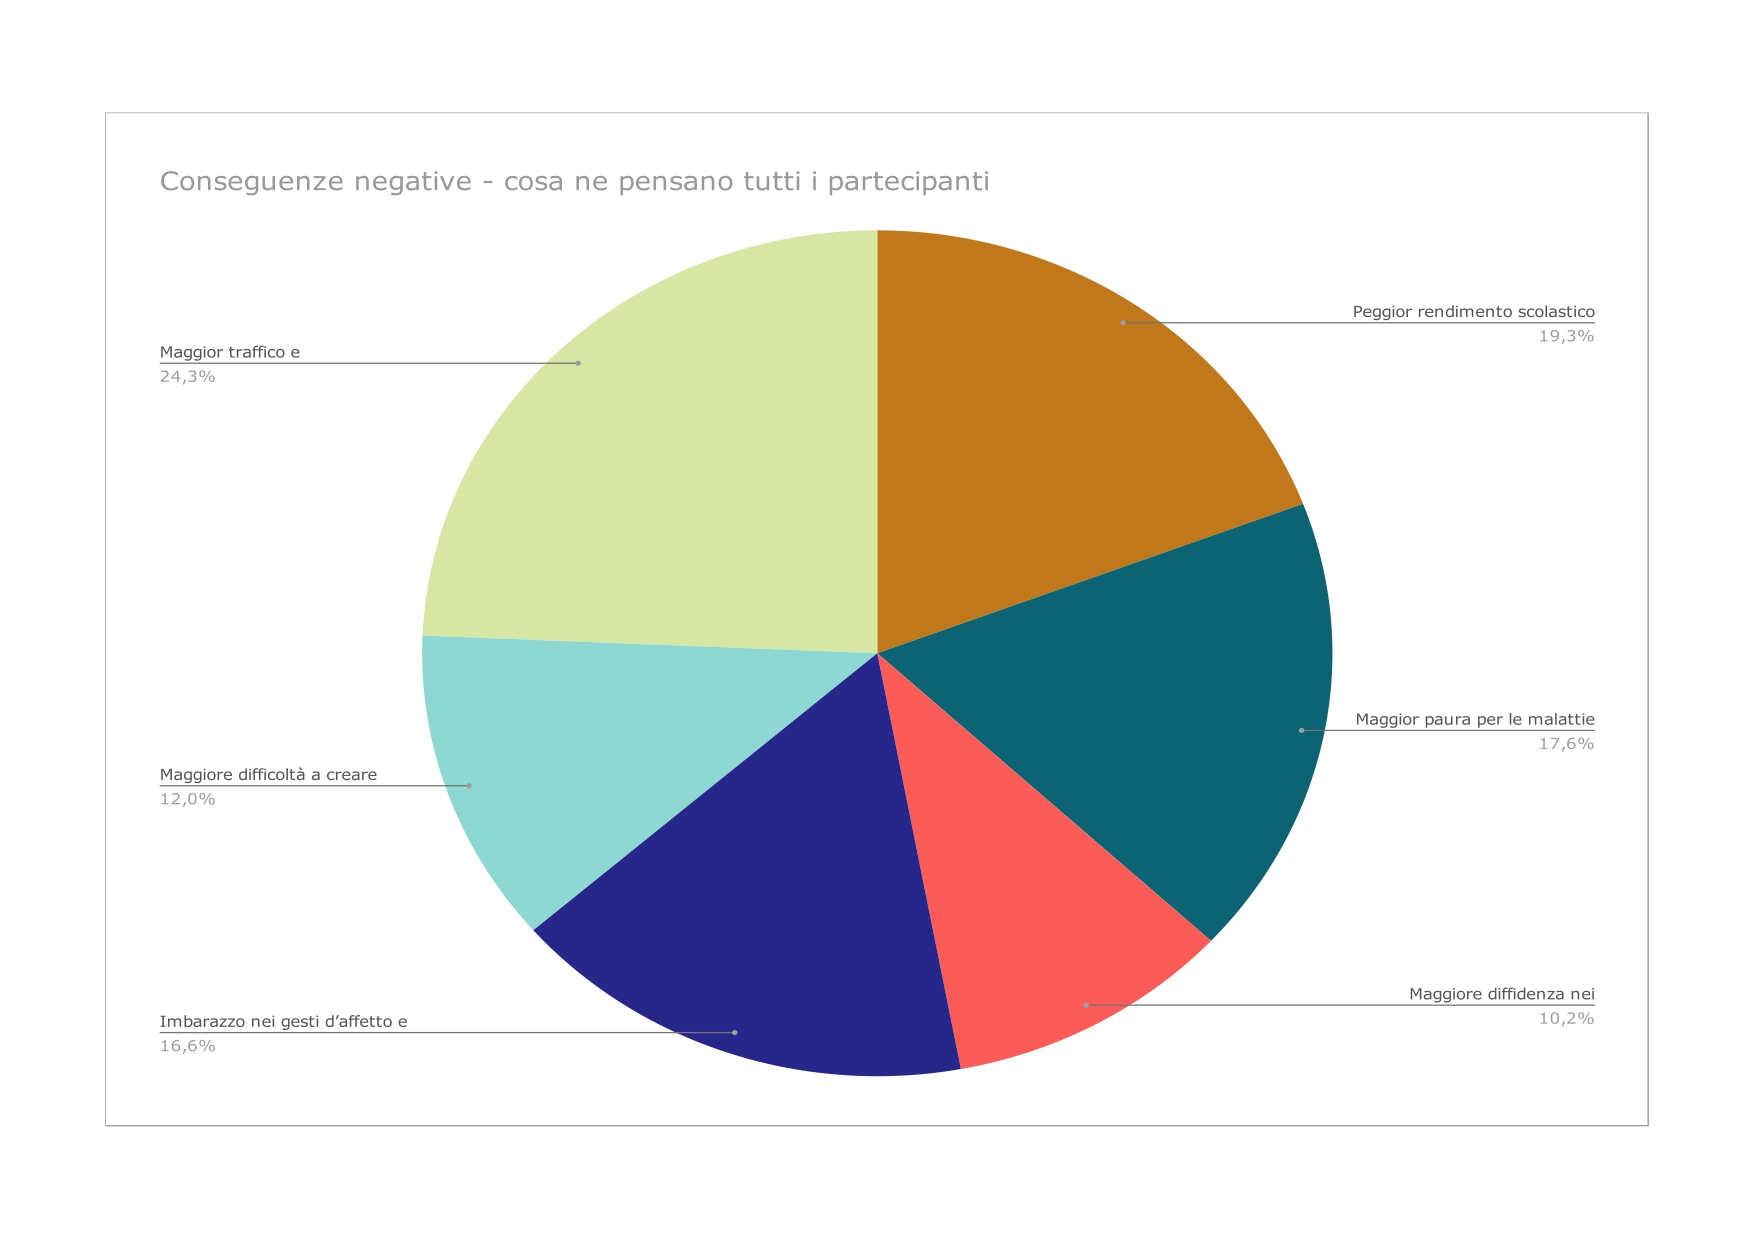 Conseguenze negative - cosa ne pensano tutti i partecipanti
Peggior rendimento scolastico
19,3%
Maggior traffico e
24,3%
Maggior paura per le malattie
17,6%
Maggiore difficoltà a creare
12,0%
Maggiore diffidenza nei
10,2%
Imbarazzo nei gesti d’affetto e
16,6%